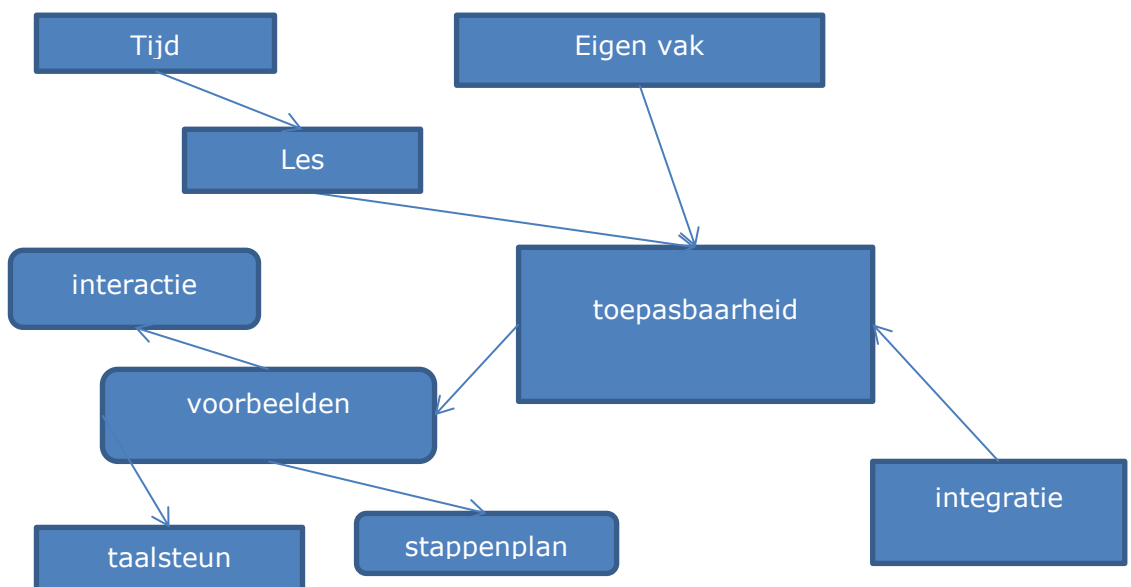 Tijd
Eigen vak
Les
interactie
toepasbaarheid
voorbeelden
integratie
stappenplan
taalsteun